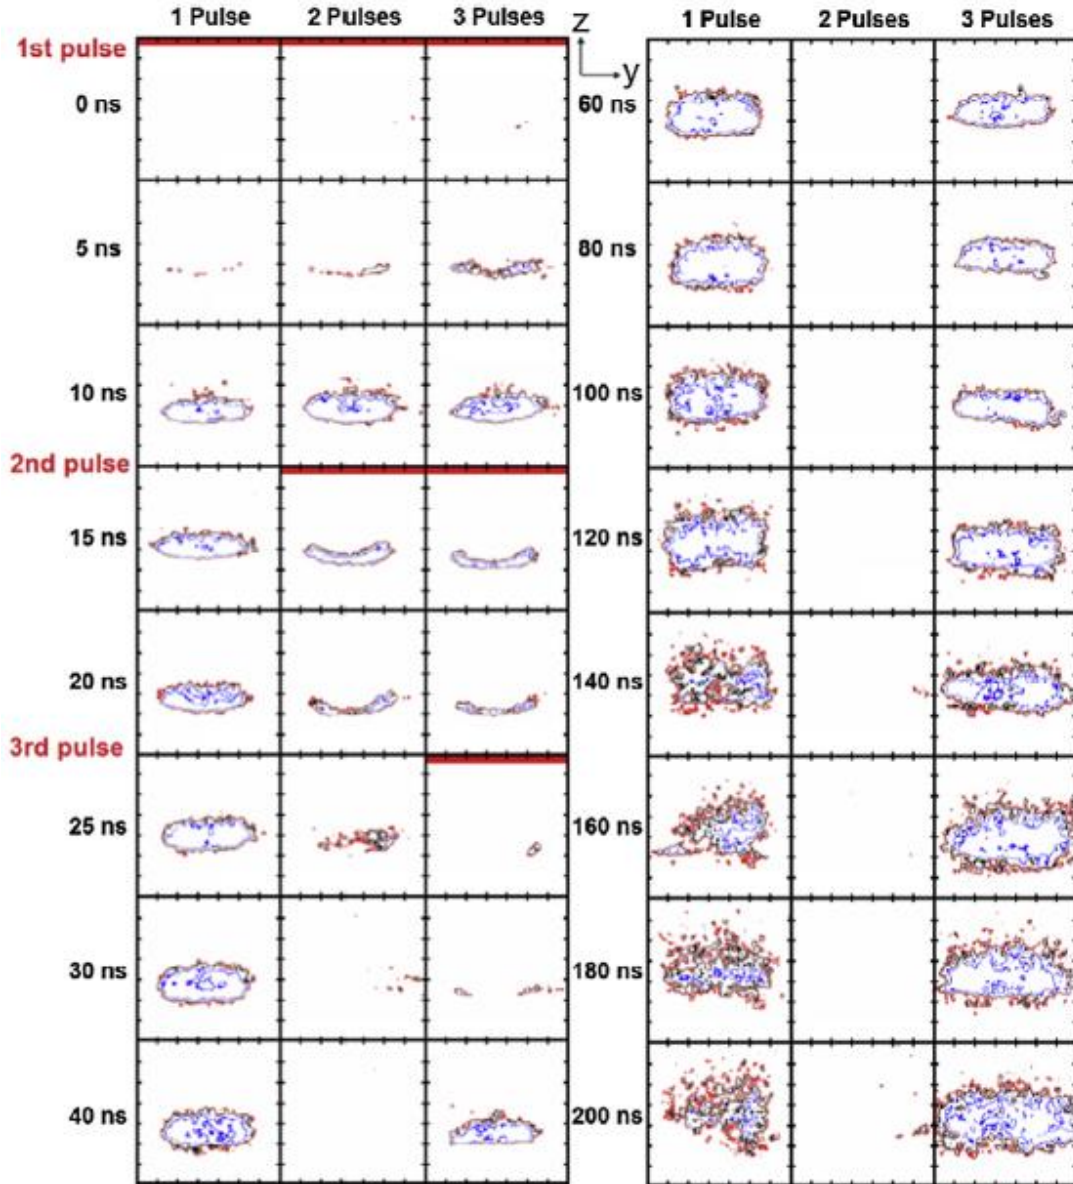 1 Pulse 2 Pulses 3 Pulses z 1 Pulse 2 Pulses 3 Pulses
1st pulse
y
0 ns 60 ns
5 ns 80 ns
10 ns 100 ns
2nd pulse
15 ns 120 ns
20 ns 140 ns
3rd pulse
25 ns 160 ns
30 ns 180 ns
40 ns 200 ns